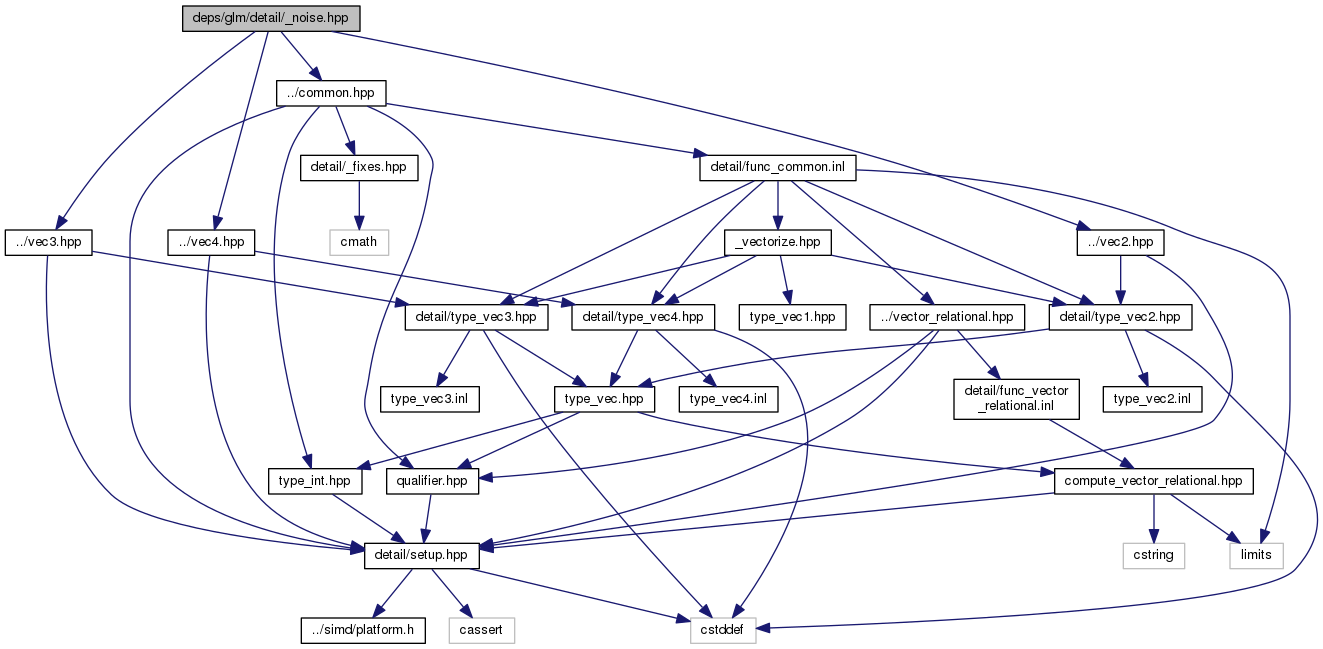 deps/glm/detail/_noise.hpp
../common.hpp
detail/_fixes.hpp
detail/func_common.inl
../vec3.hpp
../vec4.hpp
cmath
_vectorize.hpp
../vec2.hpp
detail/type_vec3.hpp
detail/type_vec4.hpp
type_vec1.hpp
../vector_relational.hpp
detail/type_vec2.hpp
type_vec3.inl
type_vec.hpp
type_vec4.inl
detail/func_vector
_relational.inl
type_vec2.inl
type_int.hpp
qualifier.hpp
compute_vector_relational.hpp
detail/setup.hpp
cstring
limits
../simd/platform.h
cassert
cstddef